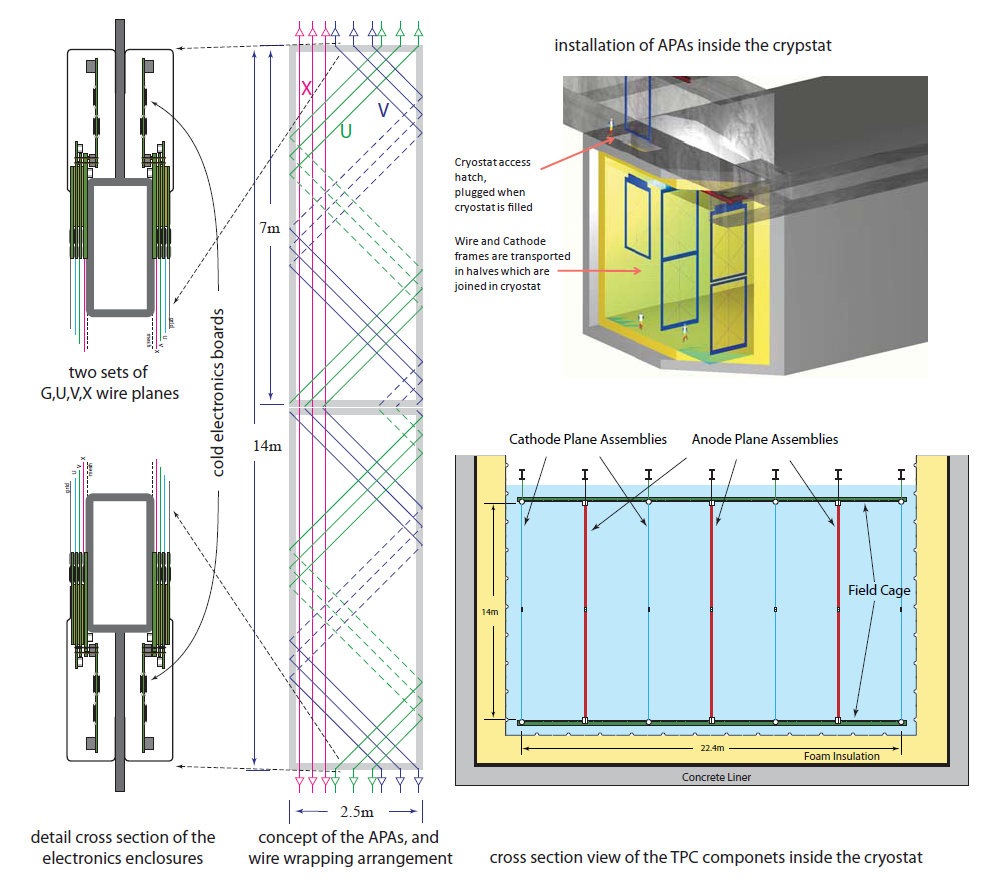 two sets of
G,U,V,X wire planes
cold electronics boards
grid
U
V
X
mesh
mesh
X
V
U
grid
detail cross section of the
electronics enclosures
X
V
U
7m
14m
2.5m
concept of the APAs, and
wire wrapping arrangement
installation of APAs inside the crypstat
Cryostat access
hatch,
plugged when
cryostat is filled
Wire and Cathode
frames are transported
in halves which are
joined in cryostat
Cathode Plane Assemblies
Anode Plane Assemblies
Field Cage
14m
22.4m
Foam Insulation
Concrete Liner
cross section view of the TPC componets inside the cryostat